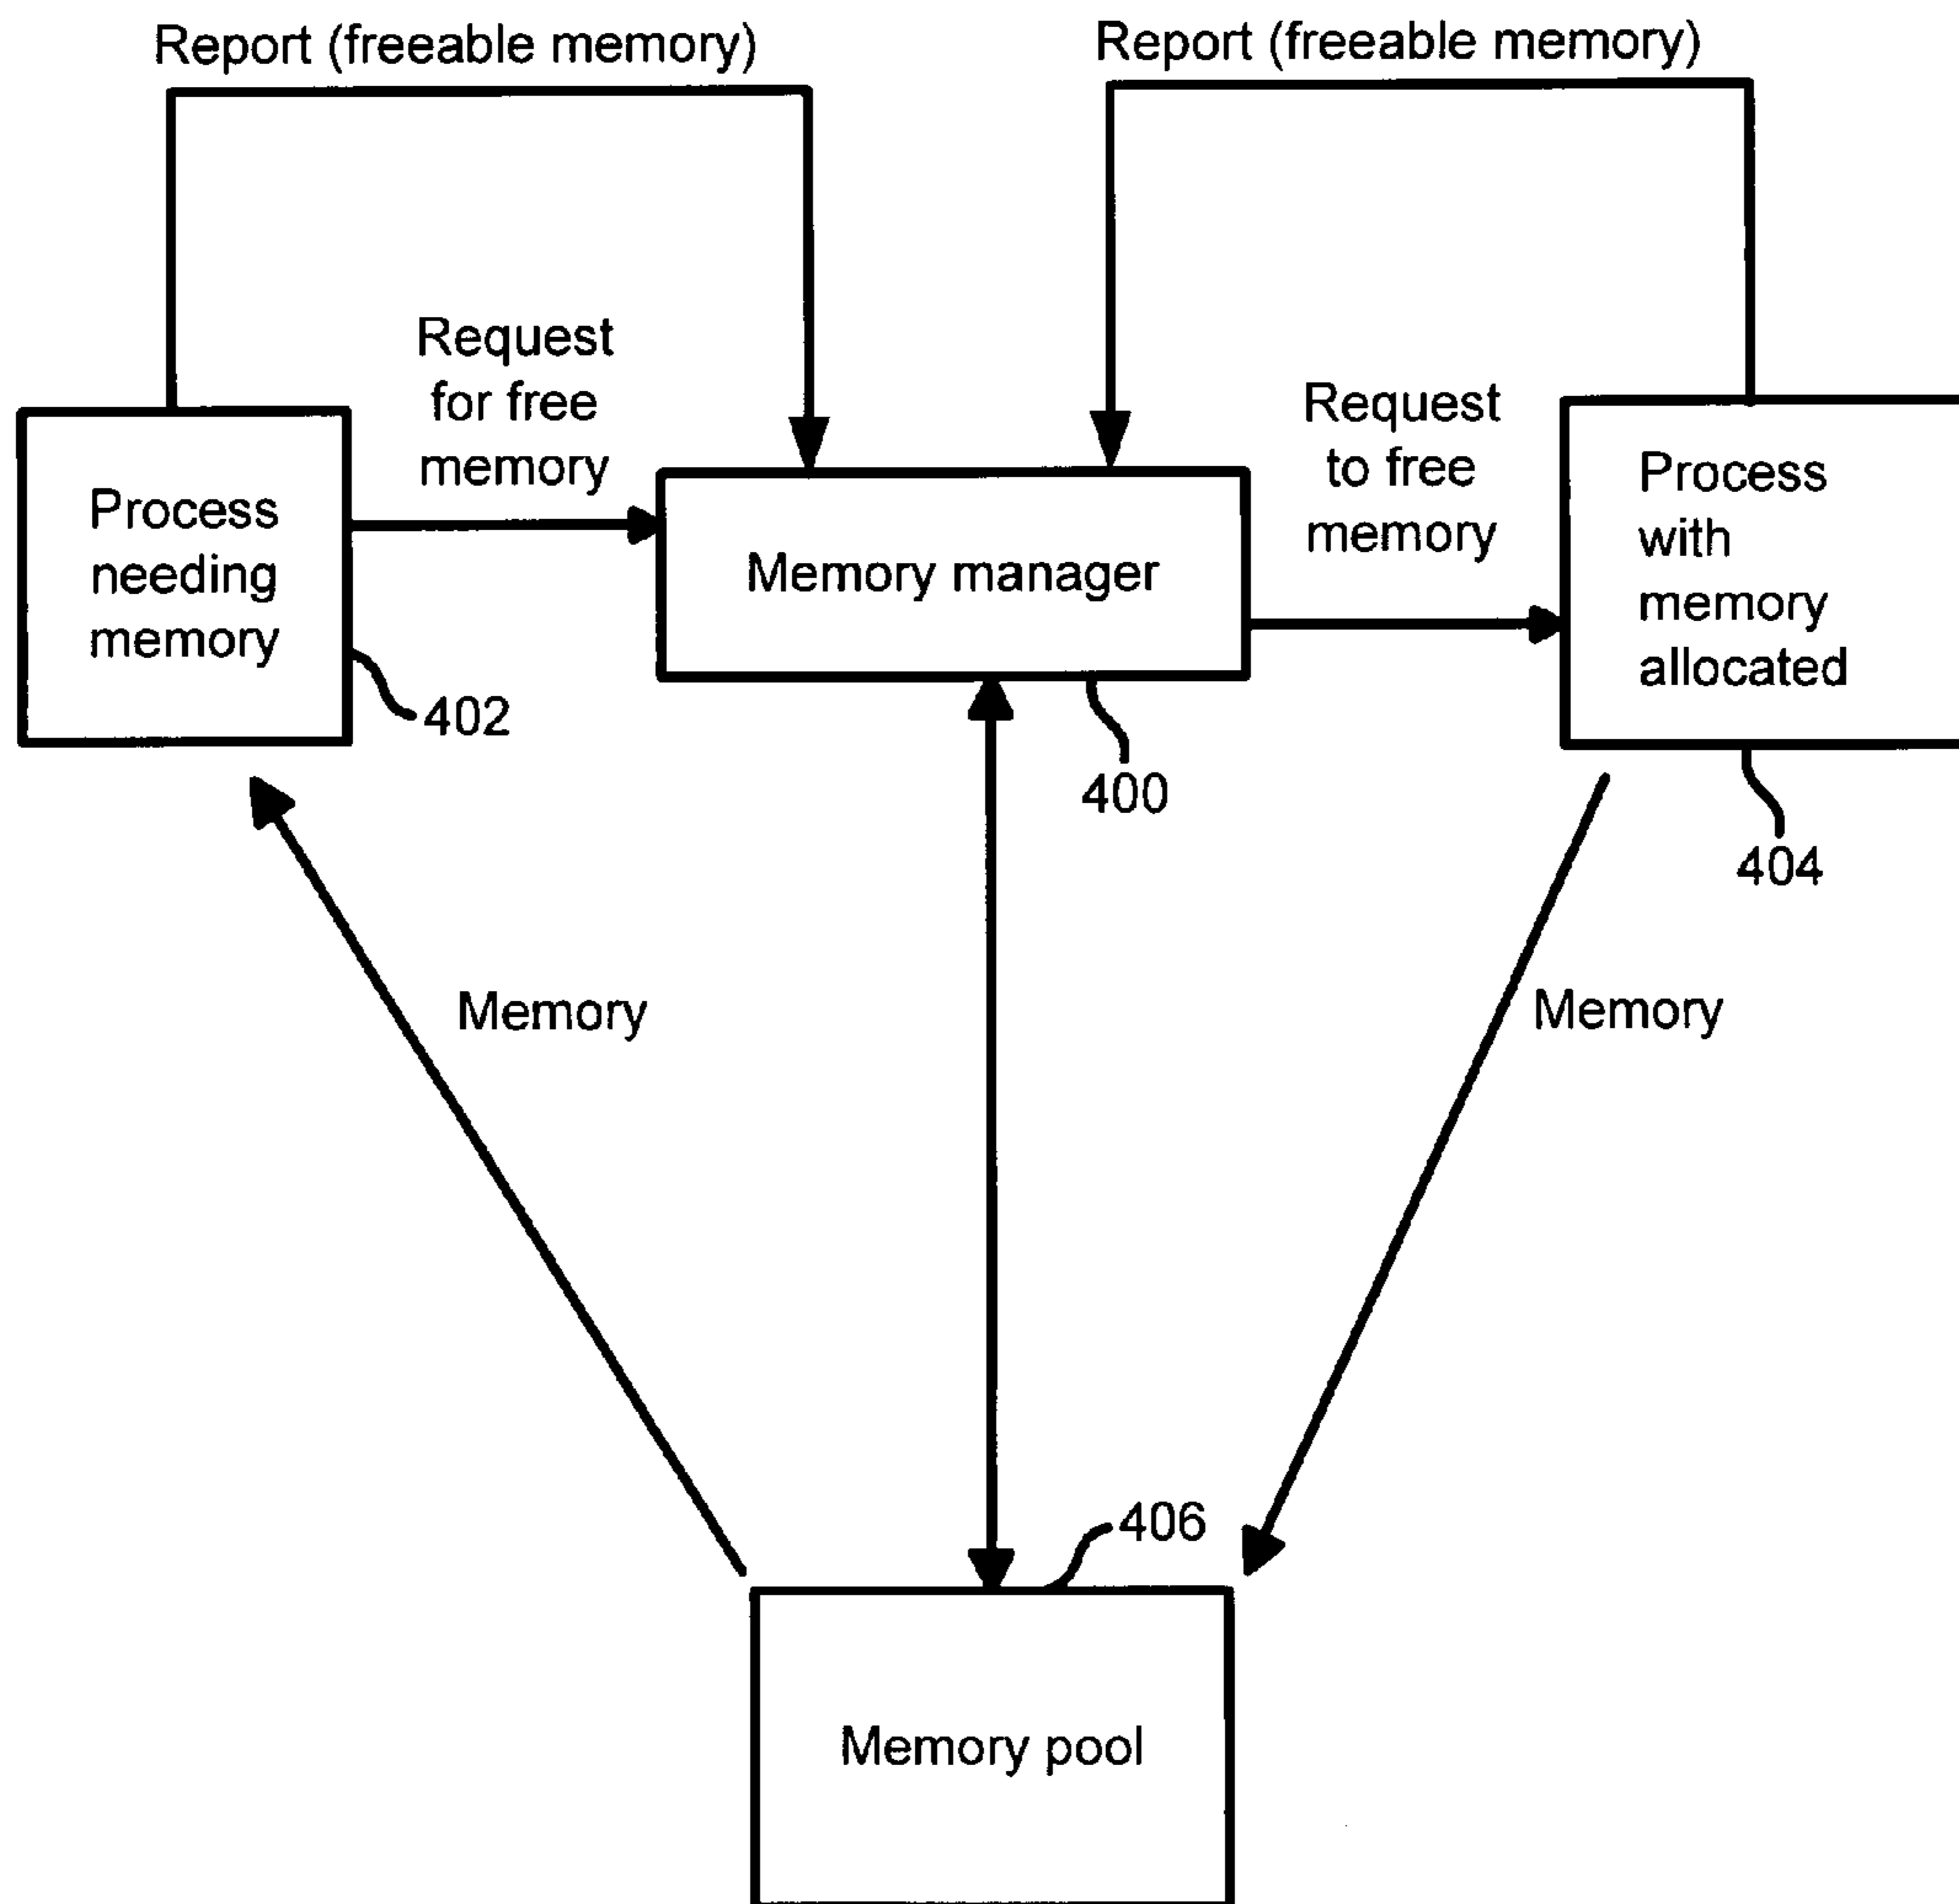 Report (freeable memory)
Report (freeable memory)
Request
for free
memory
Request
to free
memory
Process
needing
memory
Memory manager
Process
with
memory
allocated
402
400
404
Memory
Memory
406
Memory pool